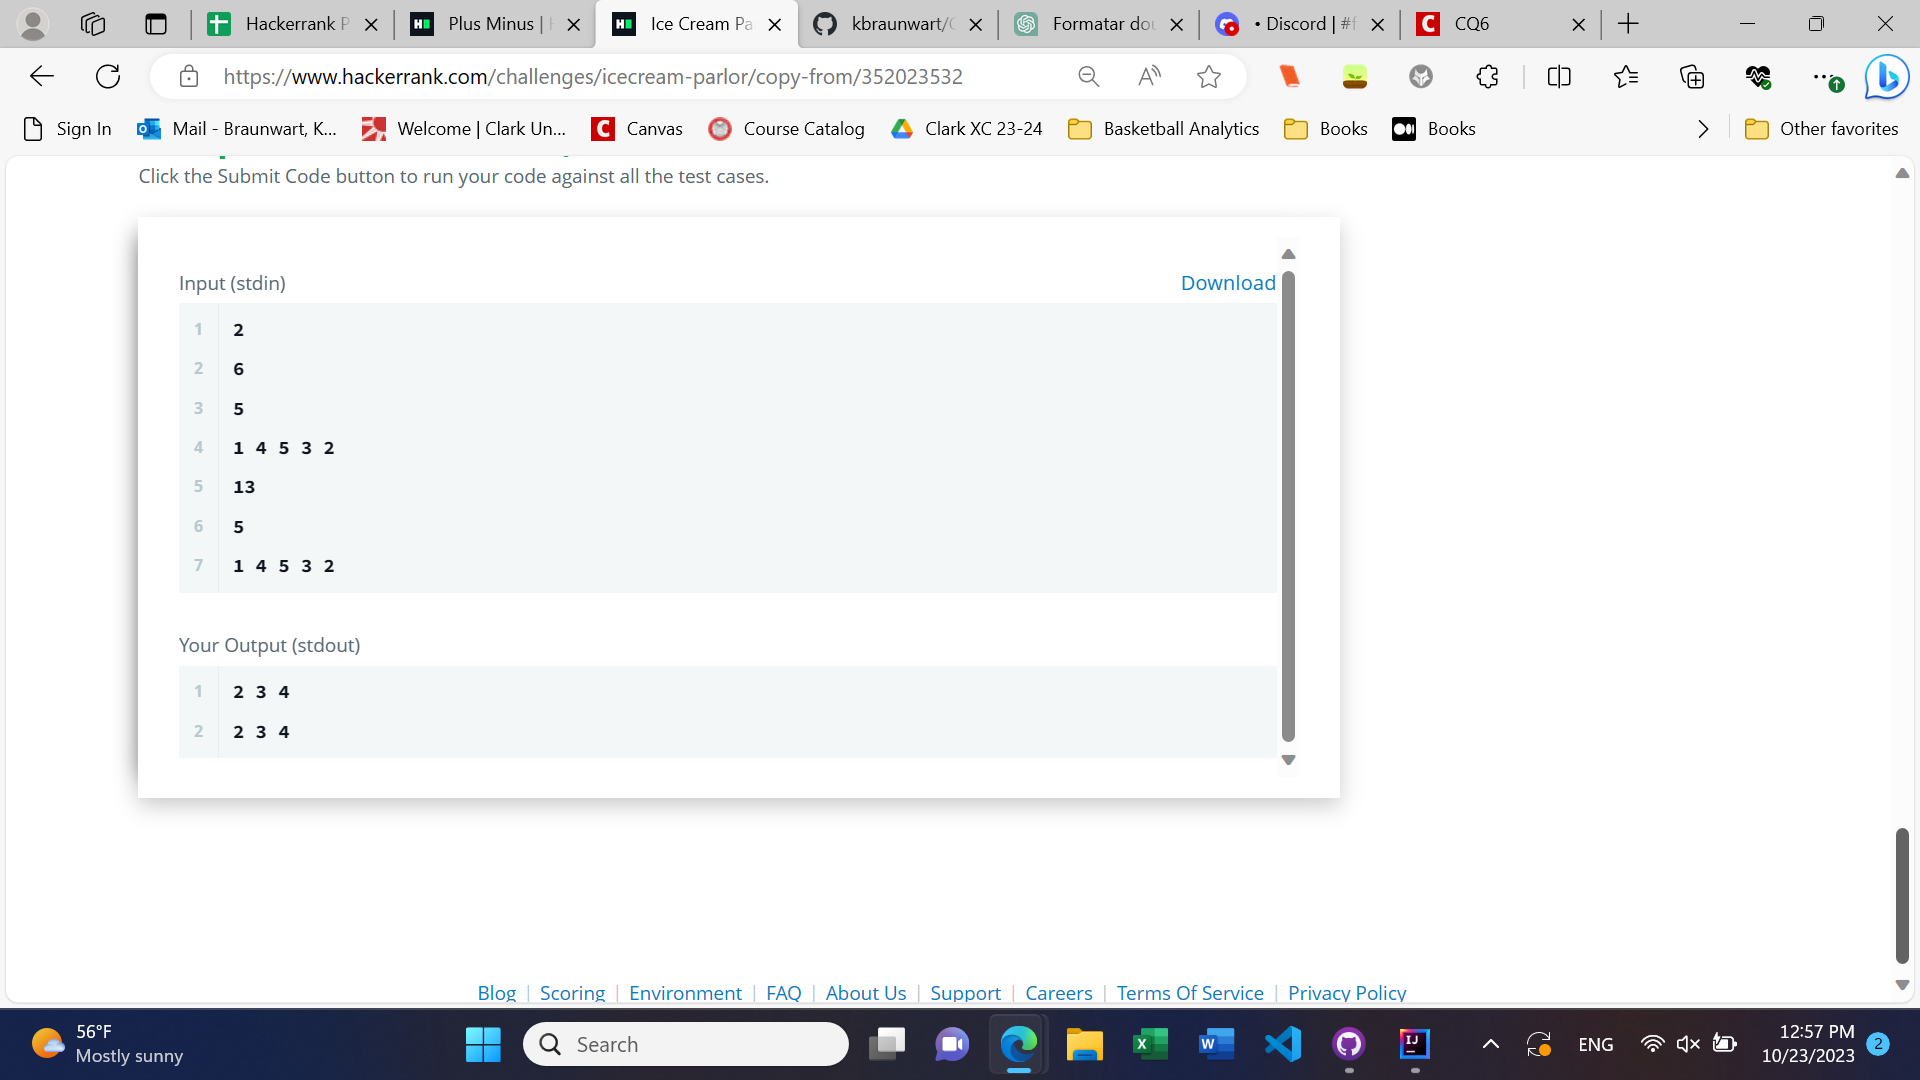 Hackerrank P
Plus Minus |
Ice Cream Pa
kbraunwart/
Formatar dou
• Discord | #f
CQ6
https://www.hackerrank.com/challenges/icecream-parlor/copy-from/352023532
Sign In
Mail - Braunwart, K...
Welcome | Clark Un...
Canvas
Course Catalog
Clark XC 23-24
Basketball Analytics
Books
Books
Other favorites
Click the Submit Code button to run your code against all the test cases.
Input (stdin)
Download
1 2
2 6
3 5
4 1 4 5 3 2
5 13
6 5
7 1 4 5 3 2
Your Output (stdout)
1 2 3 4
2 2 3 4
Blog | Scoring | Environment | FAQ | About Us | Support | Careers | Terms Of Service | Privacy Policy
56°F
Mostly sunny
Search
ENG
12:57 PM
10/23/2023
2